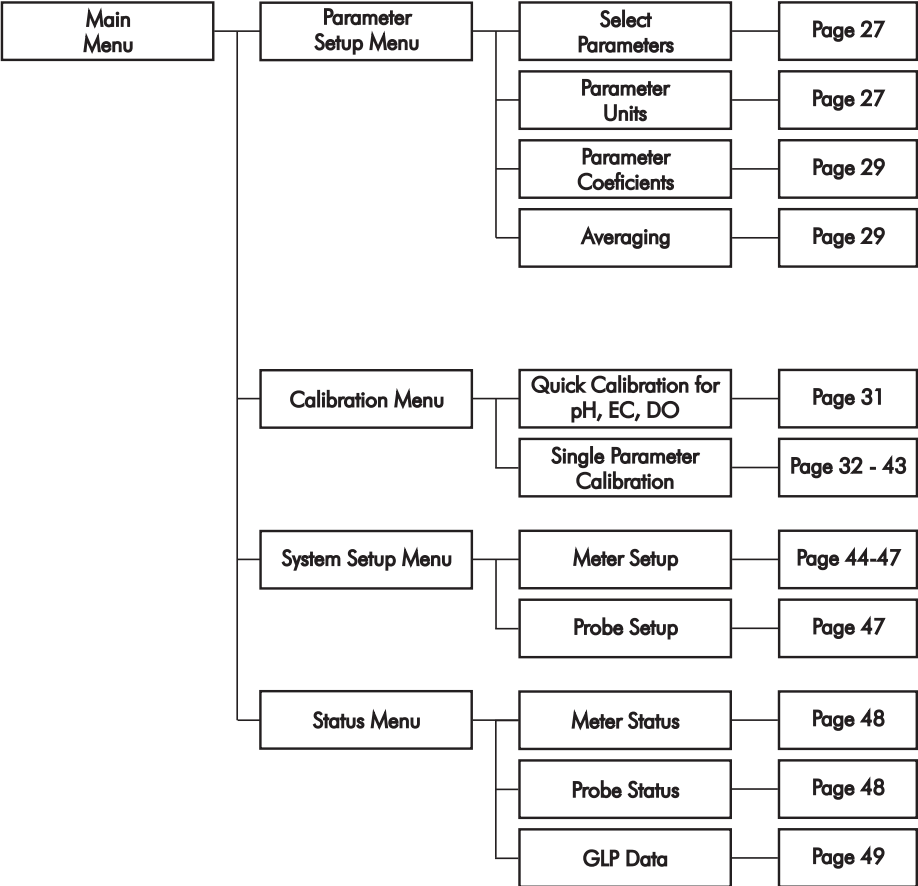 Main
Menu
Parameter
Setup Menu
Select
Parameters
Page 27
Parameter
Units
Page 27
Parameter
Coeficients
Page 29
Averaging
Page 29
Calibration Menu
Quick Calibration for
pH, EC, DO
Page 31
Single Parameter
Calibration
Page 32 - 43
System Setup Menu
Meter Setup
Page 44-47
Probe Setup
Page 47
Status Menu
Meter Status
Page 48
Probe Status
Page 48
GLP Data
Page 49